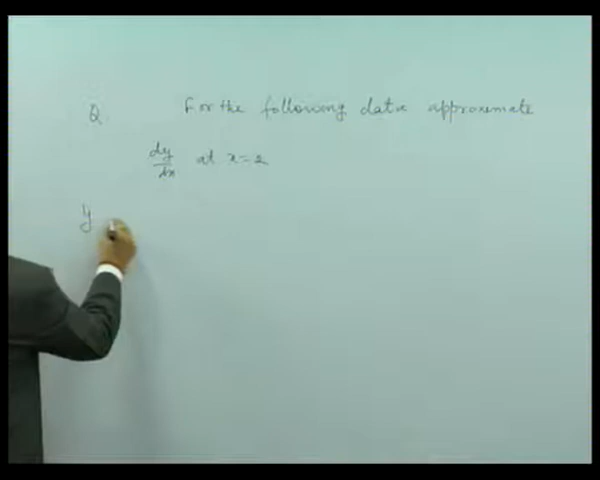 Q. For the following data approximate
dy/dx at x=2
y